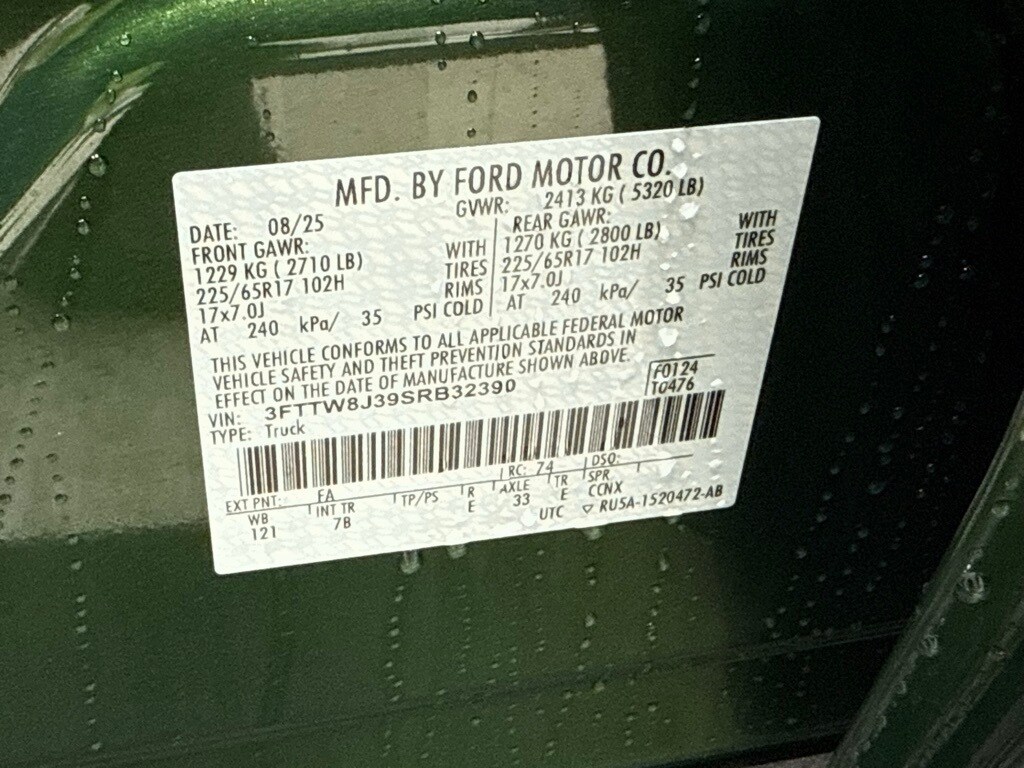 MFD. BY FORD MOTOR CO.
DATE: 08/25 GVWR: 2413 KG ( 5320 LB)
FRONT GAWR: REAR GAWR:
1229 KG ( 2710 LB) WITH 1270 KG ( 2800 LB) WITH
225/65R17 102H TIRES 225/65R17 102H TIRES
17x7.0J RIMS 17x7.0J RIMS
AT 240 kPa/ 35 PSI COLD AT 240 kPa/ 35 PSI COLD
THIS VEHICLE CONFORMS TO ALL APPLICABLE FEDERAL MOTOR
VEHICLE SAFETY AND THEFT PREVENTION STANDARDS IN
EFFECT ON THE DATE OF MANUFACTURE SHOWN ABOVE.
F0124
VIN: 3FTTW8J39SRB32390 T0476
TYPE: Truck
EXT PNT: FA RC: 74 DSO:
WB INT TR TP/PS R AXLE TR SPR
121 7B E 33 E CCNX
UTC ▽ RU5A-1520472-AB